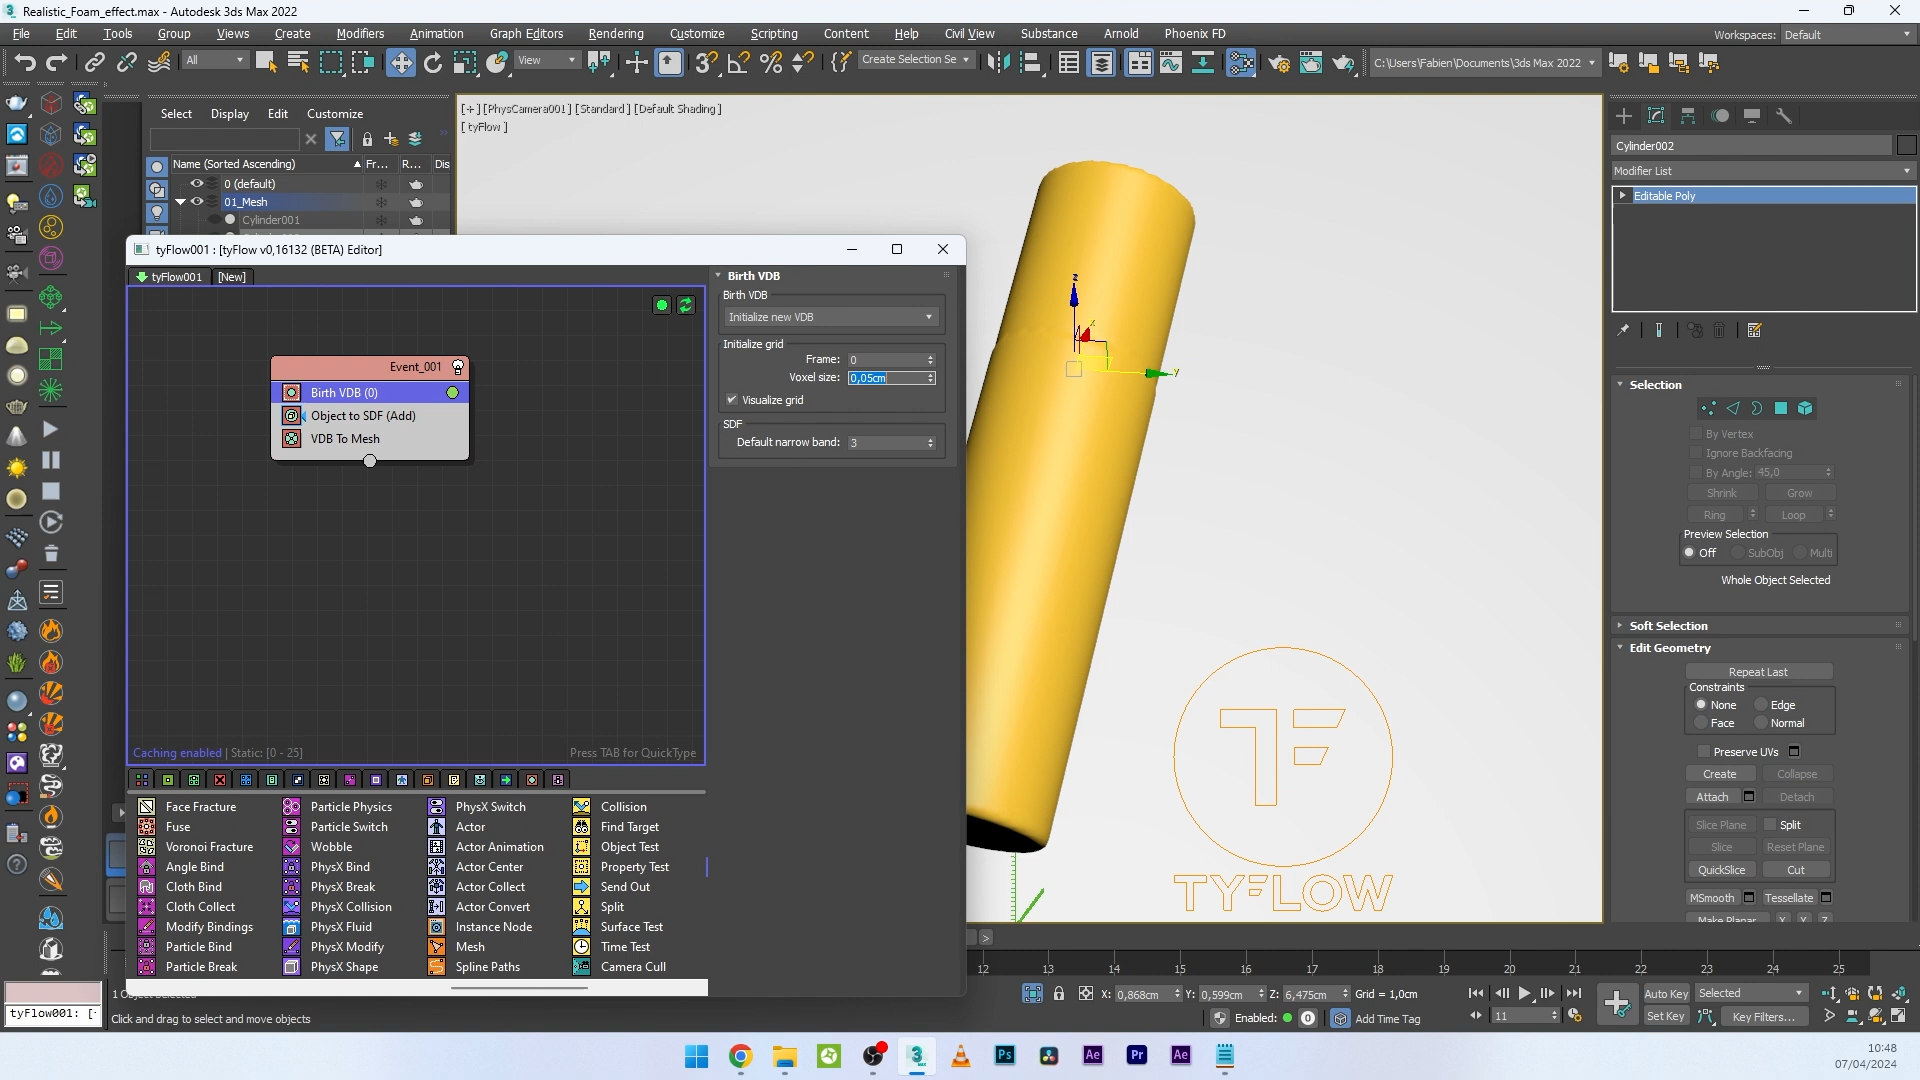 Realistic_Foam_effect.max - Autodesk 3ds Max 2022
File Edit Tools Group Views Create Modifiers Animation Graph Editors Rendering Customize Scripting Content Help Civil View Substance Arnold Phoenix FD
Workspaces: Default
All View Create Selection Se C:\Users\Fabien\Documents\3ds Max 2022
Select Display Edit Customize
Name (Sorted Ascending) Fr... R... Dis
0 (default)
01_Mesh
Cylinder001
[+] [PhysCamera001] [Standard] [Default Shading]
[tyFlow]
tyFlow001 : [tyFlow v0,16132 (BETA) Editor]
tyFlow001 [New]
Event_001
Birth VDB (0)
Object to SDF (Add)
VDB To Mesh
Caching enabled | Static: [0 - 25]
Press TAB for QuickType
Birth VDB
Birth VDB
Initialize new VDB
Initialize grid
Frame: 0
Voxel size: 0,05cm
Visualize grid
SDF
Default narrow band: 3
Face Fracture Particle Physics PhysX Switch Collision
Fuse Particle Switch Actor Find Target
Voronoi Fracture Wobble Actor Animation Object Test
Angle Bind PhysX Bind Actor Center Property Test
Cloth Bind PhysX Break Actor Collect Send Out
Cloth Collect PhysX Collision Actor Convert Split
Modify Bindings PhysX Fluid Instance Node Surface Test
Particle Bind PhysX Modify Mesh Time Test
Particle Break PhysX Shape Spline Paths Camera Cull
z
x
y
TF
TYFLOW
Cylinder002
Modifier List
Editable Poly
Selection
By Vertex
Ignore Backfacing
By Angle: 45,0
Shrink Grow
Ring Loop
Preview Selection
Off SubObj Multi
Whole Object Selected
Soft Selection
Edit Geometry
Repeat Last
Constraints
None Edge
Face Normal
Preserve UVs
Create Collapse
Attach Detach
Slice Plane Split
Slice Reset Plane
QuickSlice Cut
MSmooth Tessellate
Make Planar X Y Z
>
12 13 14 15 16 17 18 19 20 21 22 23 24 25
tyFlow001: [
Click and drag to select and move objects
X: 0,868cm Y: 0,599cm Z: 6,475cm Grid = 1,0cm
Enabled: 0 Add Time Tag
11
Auto Key Selected
Set Key Key Filters...
3 MAX Ps Ae Pr Ae
10:48
07/04/2024